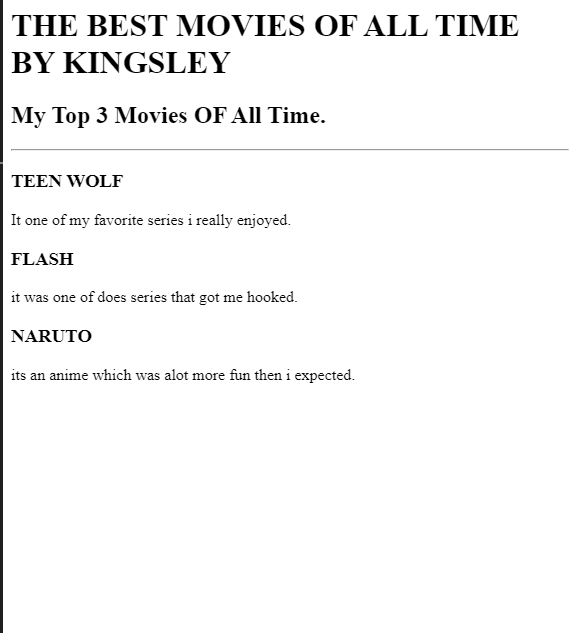 THE BEST MOVIES OF ALL TIME
BY KINGSLEY
My Top 3 Movies OF All Time.
TEEN WOLF
It one of my favorite series i really enjoyed.
FLASH
it was one of does series that got me hooked.
NARUTO
its an anime which was alot more fun then i expected.